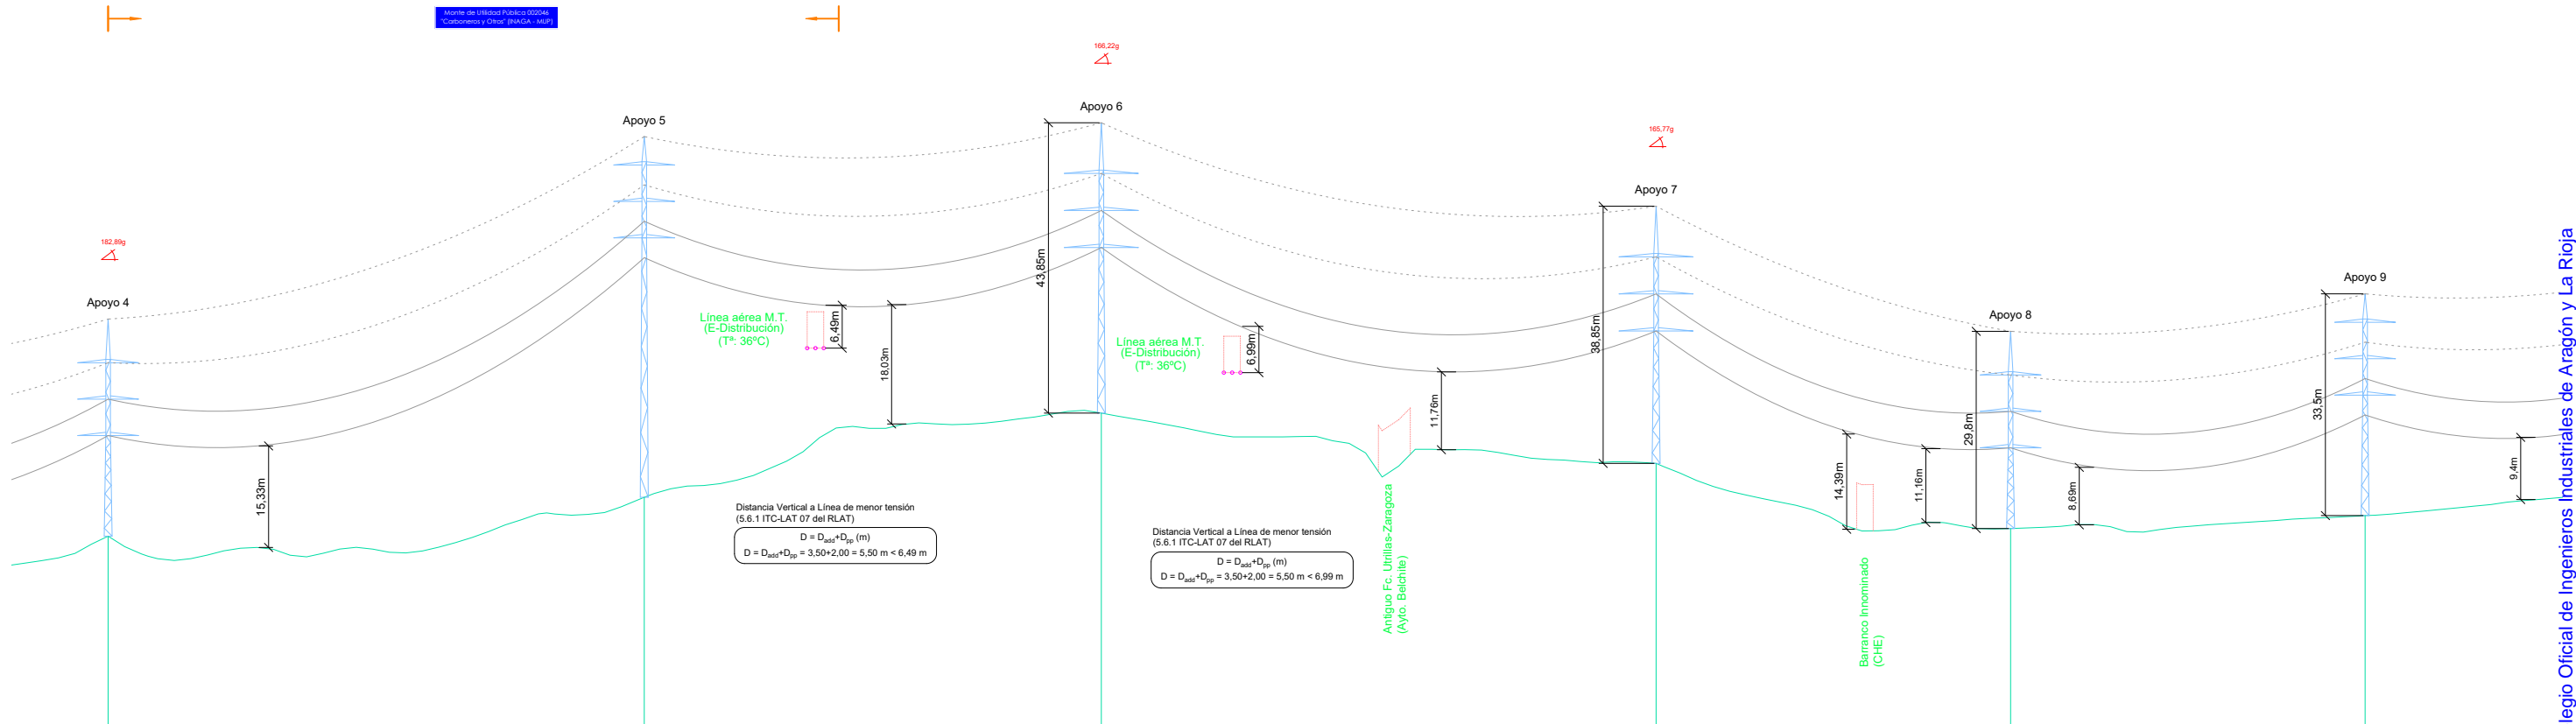 Monte de Utilidad Pública 002046
"Carboneros y Otros" (INAGA - MUP)
182,89g
Apoyo 4
15,33m
Apoyo 5
Línea aérea M.T.
(E-Distribución)
(Tª: 36ºC)
6,49m
18,03m
Distancia Vertical a Línea de menor tensión
(5.6.1 ITC-LAT 07 del RLAT)
D = Dadd+Dpp (m)
D = Dadd+Dpp = 3,50+2,00 = 5,50 m < 6,49 m
166,22g
Apoyo 6
43,85m
Línea aérea M.T.
(E-Distribución)
(Tª: 36ºC)
6,99m
Distancia Vertical a Línea de menor tensión
(5.6.1 ITC-LAT 07 del RLAT)
D = Dadd+Dpp (m)
D = Dadd+Dpp = 3,50+2,00 = 5,50 m < 6,99 m
Antiguo Fc. Utrillas-Zaragoza
(Ayto. Belchite)
11,76m
165,77g
Apoyo 7
38,85m
14,39m
Barranco Innominado
(CHE)
11,16m
Apoyo 8
29,8m
8,69m
Apoyo 9
33,5m
9,4m
legio Oficial de Ingenieros Industriales de Aragón y La Rioja